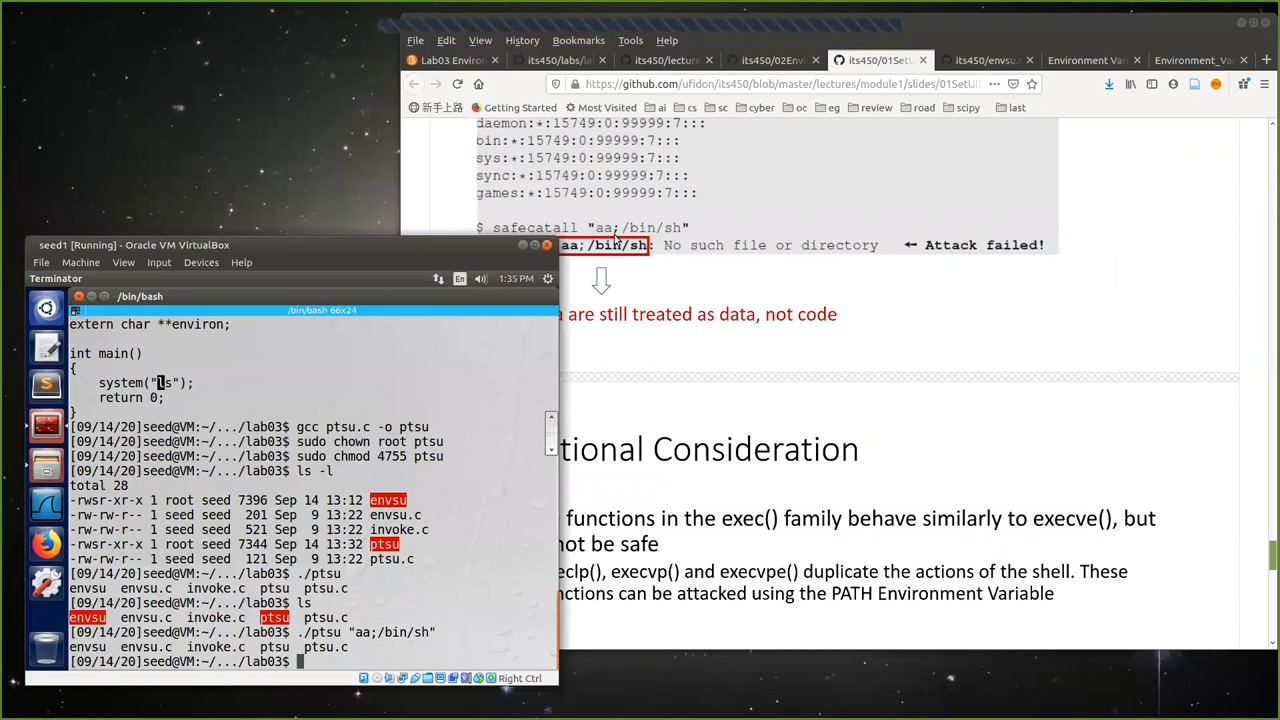 File Edit View History Bookmarks Tools Help
Lab03 Environ
its450/labs/la
its450/lecture
its450/02Envi
its450/01SetU
its450/envsu.c
Environment Var
Environment_Va
https://github.com/ufidon/its450/blob/master/lectures/module1/slides/01SetUI
新手上路 Getting Started Most Visited ai cs sc cyber oc eg review road scipy last
daemon:*:15749:0:99999:7:::
bin:*:15749:0:99999:7:::
sys:*:15749:0:99999:7:::
sync:*:15749:0:99999:7:::
games:*:15749:0:99999:7:::
$ safecatall "aa;/bin/sh"
aa;/bin/sh: No such file or directory ← Attack failed!
a are still treated as data, not code
tional Consideration
functions in the exec() family behave similarly to execve(), but
not be safe
eclp(), execvp() and execvpe() duplicate the actions of the shell. These
nctions can be attacked using the PATH Environment Variable
seed1 [Running] - Oracle VM VirtualBox
File Machine View Input Devices Help
Terminator En 1:35 PM
/bin/bash
/bin/bash 66x24
extern char **environ;
int main()
{
system("ls");
return 0;
}
[09/14/20]seed@VM:~/.../lab03$ gcc ptsu.c -o ptsu
[09/14/20]seed@VM:~/.../lab03$ sudo chown root ptsu
[09/14/20]seed@VM:~/.../lab03$ sudo chmod 4755 ptsu
[09/14/20]seed@VM:~/.../lab03$ ls -l
total 28
-rwsr-xr-x 1 root seed 7396 Sep 14 13:12 envsu
-rw-rw-r-- 1 seed seed 201 Sep 9 13:22 envsu.c
-rw-rw-r-- 1 seed seed 521 Sep 9 13:22 invoke.c
-rwsr-xr-x 1 root seed 7344 Sep 14 13:32 ptsu
-rw-rw-r-- 1 seed seed 121 Sep 9 13:22 ptsu.c
[09/14/20]seed@VM:~/.../lab03$ ./ptsu
envsu envsu.c invoke.c ptsu ptsu.c
[09/14/20]seed@VM:~/.../lab03$ ls
envsu envsu.c invoke.c ptsu ptsu.c
[09/14/20]seed@VM:~/.../lab03$ ./ptsu "aa;/bin/sh"
envsu envsu.c invoke.c ptsu ptsu.c
[09/14/20]seed@VM:~/.../lab03$
Right Ctrl